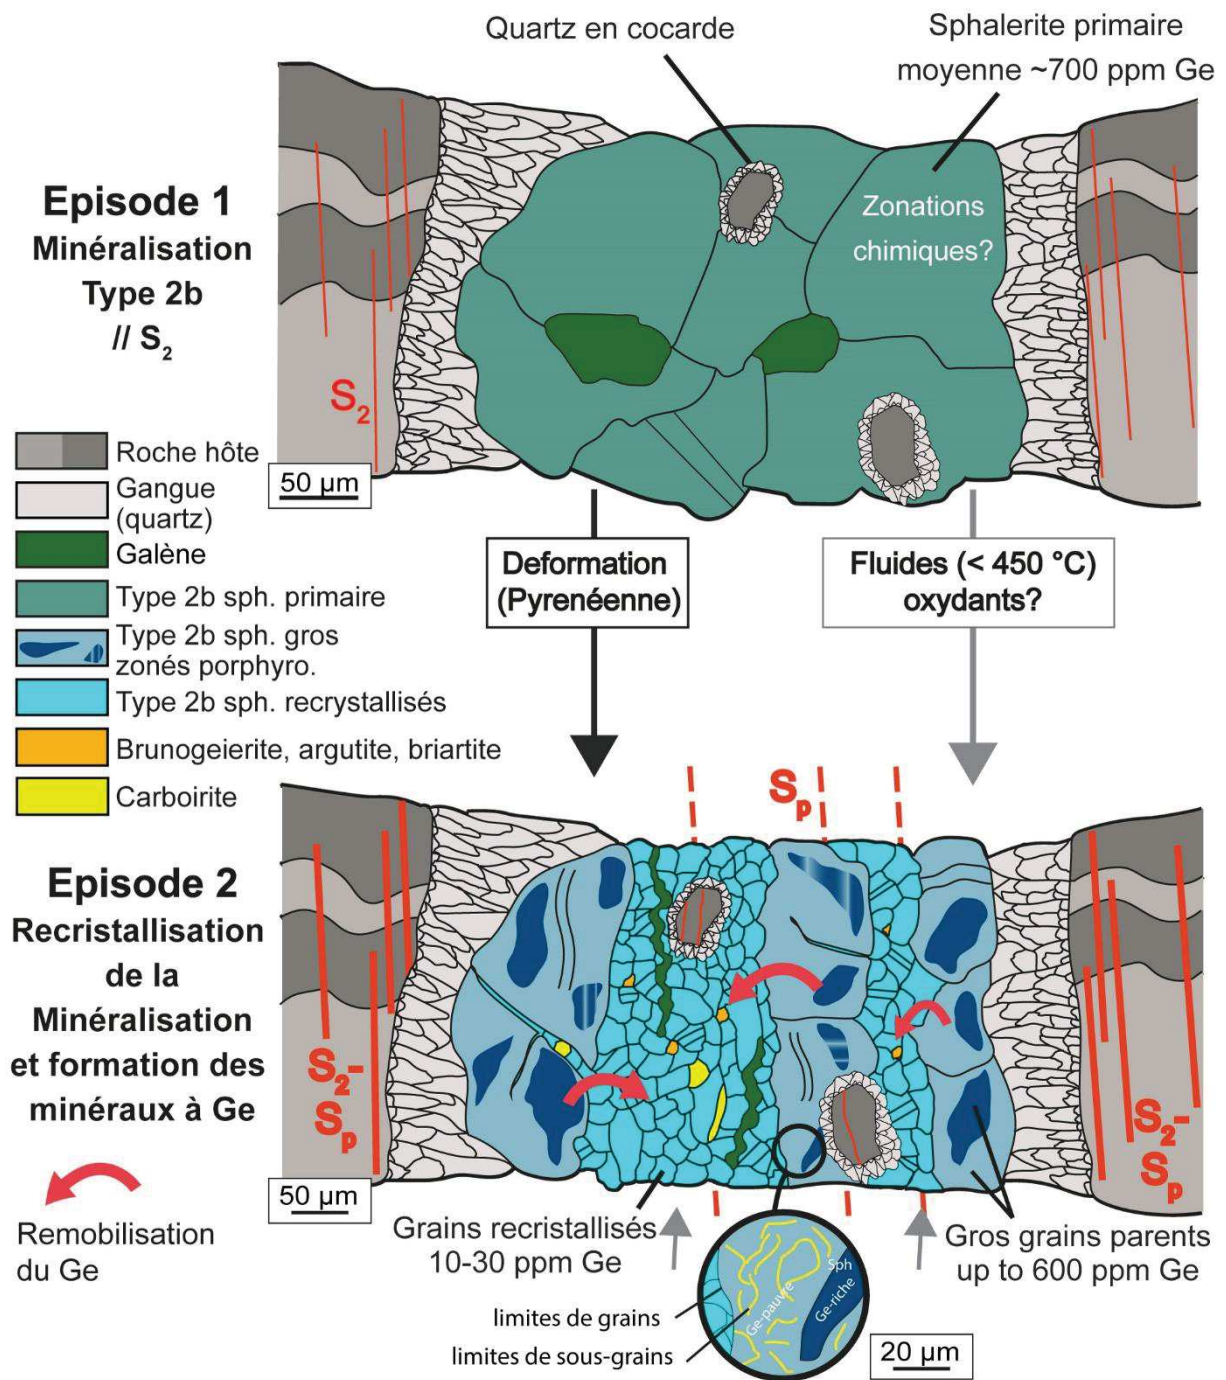 Quartz en cocarde
Sphalerite primaire
moyenne ~700 ppm Ge
Episode 1
Minéralisation
Type 2b
// S2
Zonations
chimiques?
S2
50 µm
Roche hôte
Gangue
(quartz)
Galène
Type 2b sph. primaire
Type 2b sph. gros
zonés porphyro.
Type 2b sph. recrystallisés
Brunogeierite, argutite, briartite
Carboirite
Deformation
(Pyrenéenne)
Fluides (< 450 °C)
oxydants?
Sp
Episode 2
Recristallisation
de la
Minéralisation
et formation des
minéraux à Ge
S2-
Sp
S2-
Sp
50 µm
Remobilisation
du Ge
Grains recristallisés
10-30 ppm Ge
Gros grains parents
up to 600 ppm Ge
Sph
Ge-riche
Ge-pauvre
limites de grains
limites de sous-grains
20 µm